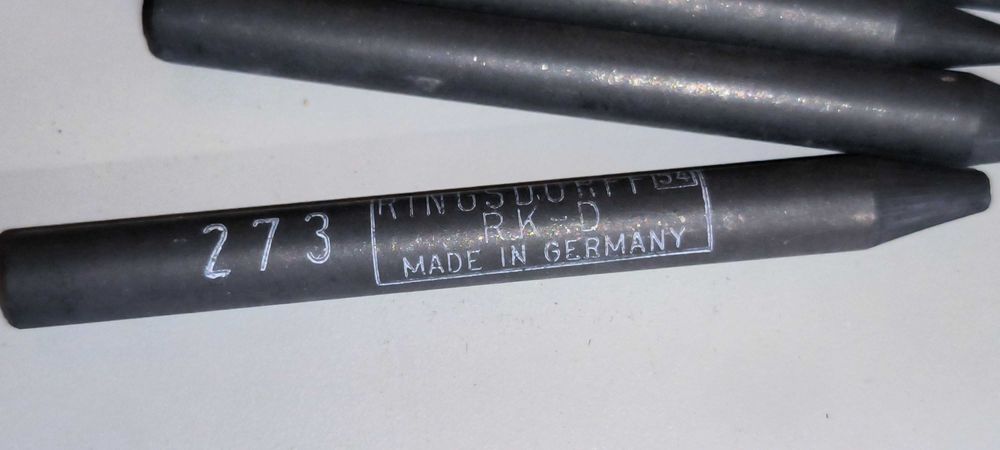 273
RINGSDORFF 54
RK-D
MADE IN GERMANY